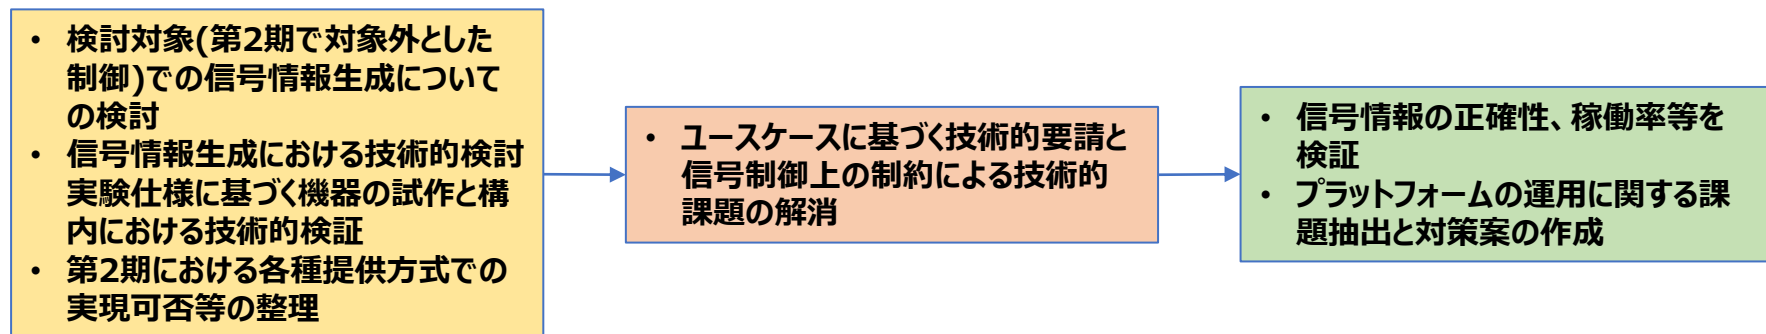 • 検討対象(第2期で対象外とした
制御)での信号情報生成について
の検討
• 信号情報生成における技術的検討
実験仕様に基づく機器の試作と構
内における技術的検証
• 第2期における各種提供方式での
実現可否等の整理
• ユースケースに基づく技術的要請と
信号制御上の制約による技術的
課題の解消
• 信号情報の正確性、稼働率等を
検証
• プラットフォームの運用に関する課
題抽出と対策案の作成